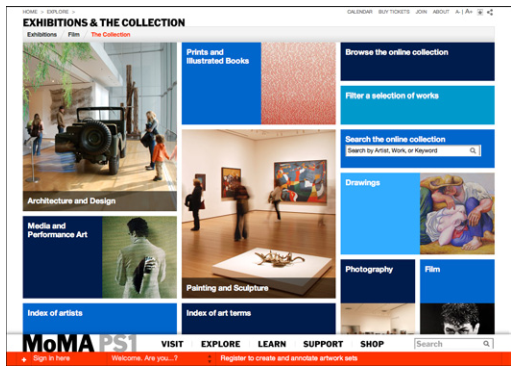 HOME > EXPLORE >
CALENDAR BUY TICKETS JOIN ABOUT A- | A+
EXHIBITIONS & THE COLLECTION
Exhibitions / Film / The Collection
Architecture and Design
Prints and
Illustrated Books
Browse the online collection
Filter a selection of works
Search the online collection
Search by Artist, Work, or Keyword
Drawings
Media and
Performance Art
Painting and Sculpture
Photography
Film
Index of artists
Index of art terms
MoMA PS1
VISIT EXPLORE LEARN SUPPORT SHOP
Search
Sign in here Welcome. Are you...? Register to create and annotate artwork sets